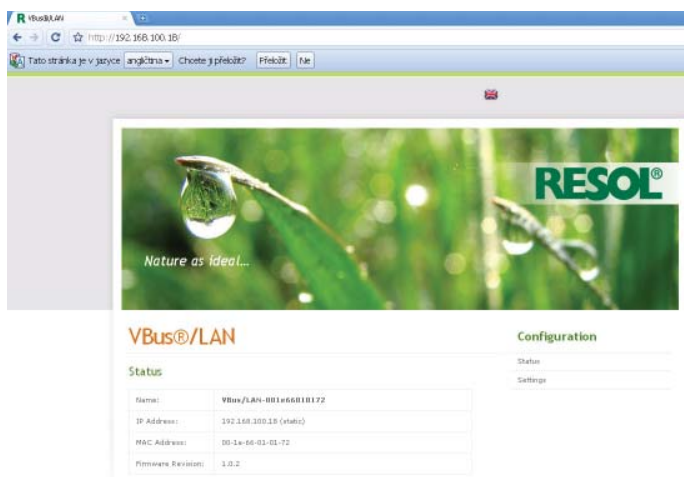 VBus®/LAN
http://192.168.100.18/
Tato stránka je v jazyce angličtina Chcete ji přeložit? Přeložit Ne
RESOL®
Nature as ideal...
VBus®/LAN
Configuration
Status
Settings
Status
Name: VBus/LAN-001e66010172
IP Address: 192.168.100.18 (static)
MAC Address: 00-1e-66-01-01-72
Firmware Revision: 1.0.2